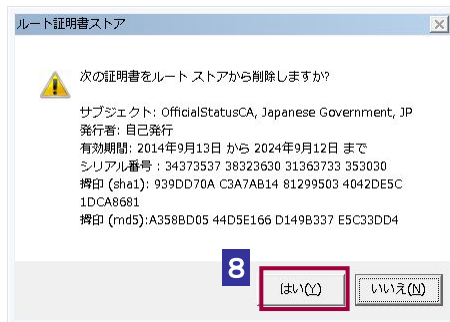 ルート証明書ストア
次の証明書をルート ストアから削除しますか?
サブジェクト: OfficialStatusCA, Japanese Government, JP
発行者: 自己発行
有効期間: 2014年9月13日 から 2024年9月12日 まで
シリアル番号 : 34373537 38323630 31363733 353030
拇印 (sha1): 939DD70A C3A7AB14 81299503 4042DE5C
1DCA8681
拇印 (md5):A358BD05 44D5E166 D149B337 E5C33DD4
8
はい(Y)
いいえ(N)